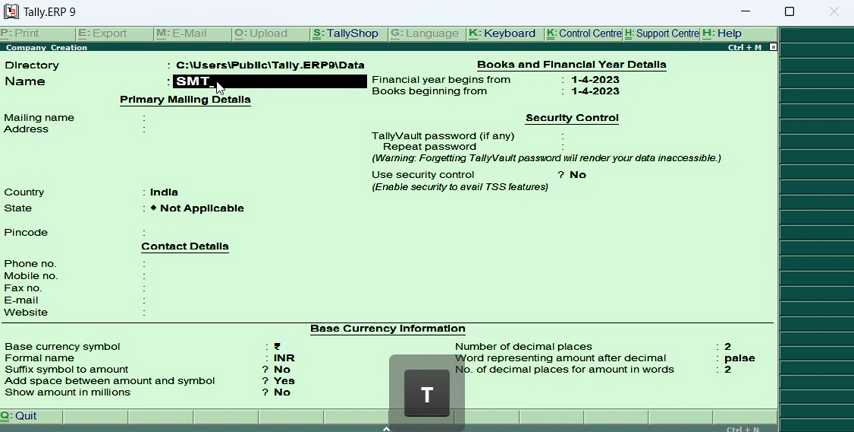 Tally.ERP 9
P: Print E: Export M: E-Mail O: Upload S: TallyShop G: Language K: Keyboard K: Control Centre H: Support Centre H: Help
Company Creation Ctrl + M
Directory : C:\Users\Public\Tally.ERP9\Data
Name : SMT
Primary Mailing Details
Mailing name :
Address :
Country : India
State : ♦ Not Applicable
Pincode :
Contact Details
Phone no. :
Mobile no. :
Fax no. :
E-mail :
Website :
Books and Financial Year Details
Financial year begins from : 1-4-2023
Books beginning from : 1-4-2023
Security Control
TallyVault password (if any) :
Repeat password :
(Warning: Forgetting TallyVault password will render your data inaccessible.)
Use security control ? No
(Enable security to avail TSS features)
Base Currency Information
Base currency symbol : ₹
Formal name : INR
Suffix symbol to amount ? No
Add space between amount and symbol ? Yes
Show amount in millions ? No
Number of decimal places : 2
Word representing amount after decimal : paise
No. of decimal places for amount in words : 2
T
Q: Quit
Ctrl + N